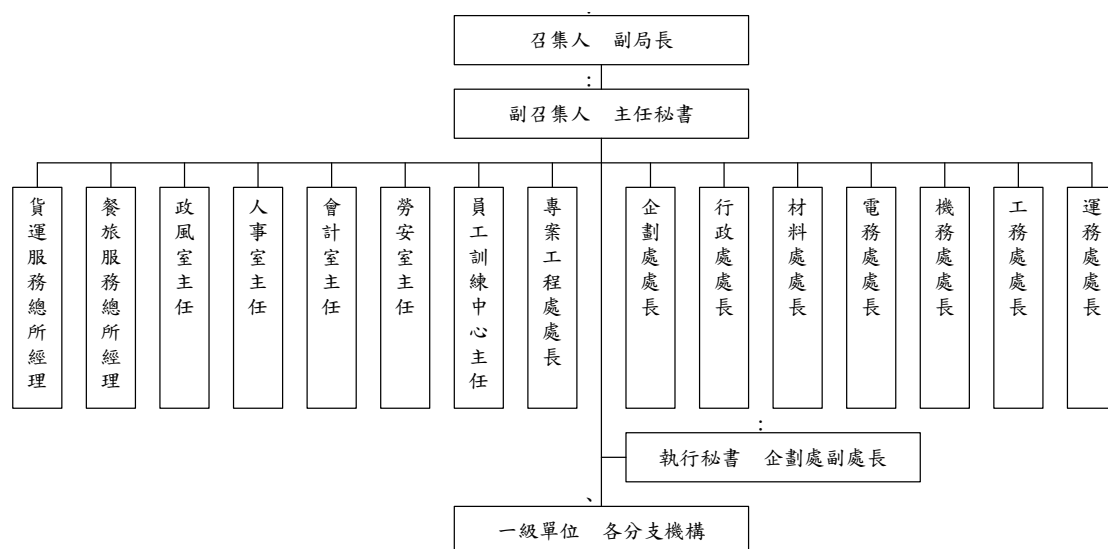 召集人　副局長
副召集人　主任秘書
貨運服務總所經理
餐旅服務總所經理
政風室主任
人事室主任
會計室主任
勞安室主任
員工訓練中心主任
專案工程處處長
企劃處處長
行政處處長
材料處處長
電務處處長
機務處處長
工務處處長
運務處處長
執行秘書　企劃處副處長
一級單位　各分支機構